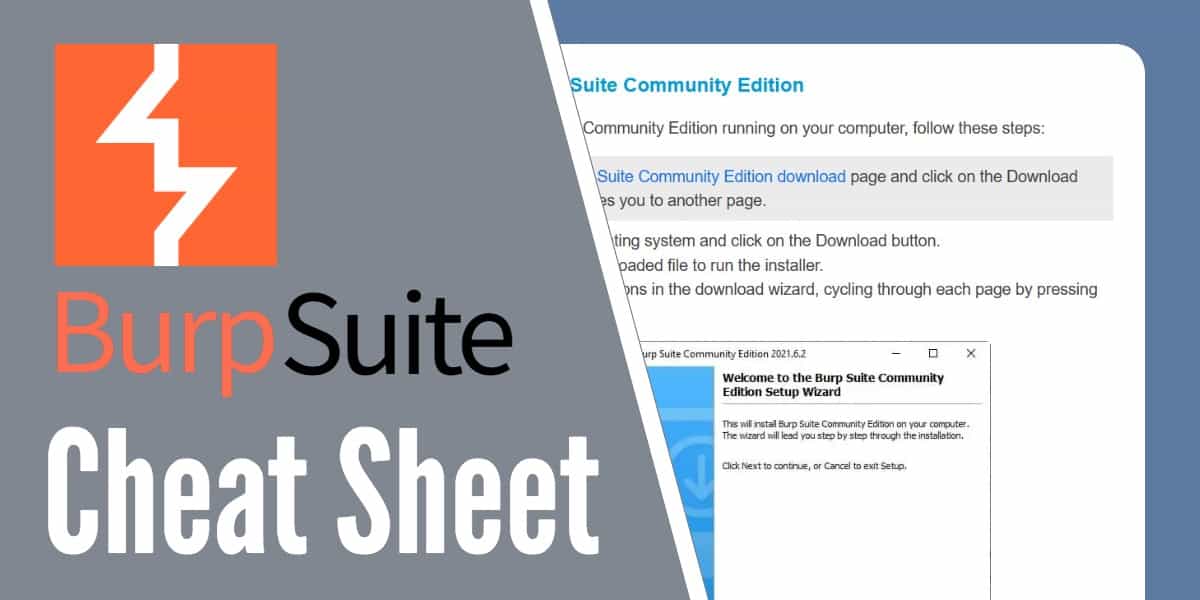 BurpSuite
Cheat Sheet
Suite Community Edition
Community Edition running on your computer, follow these steps:
Suite Community Edition download page and click on the Download
es you to another page.
ting system and click on the Download button.
oaded file to run the installer.
ons in the download wizard, cycling through each page by pressing
urp Suite Community Edition 2021.6.2
Welcome to the Burp Suite Community
Edition Setup Wizard
This will install Burp Suite Community Edition on your computer.
The wizard will lead you step by step through the installation.
Click Next to continue, or Cancel to exit Setup.